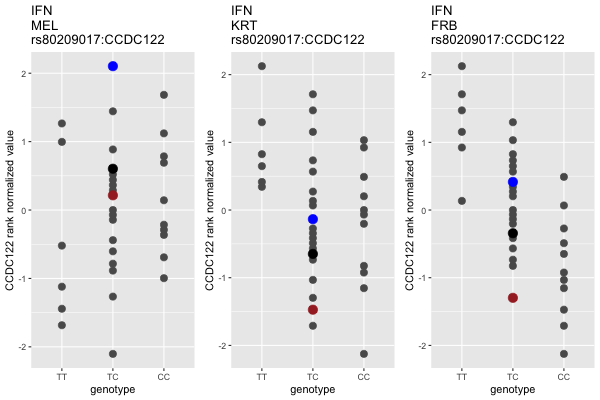 IFN
MEL
rs80209017:CCDC122
CCDC122 rank normalized value
2
1
0
-1
-2
TT TC CC
genotype
IFN
KRT
rs80209017:CCDC122
CCDC122 rank normalized value
2
1
0
-1
-2
TT TC CC
genotype
IFN
FRB
rs80209017:CCDC122
CCDC122 rank normalized value
2
1
0
-1
-2
TT TC CC
genotype